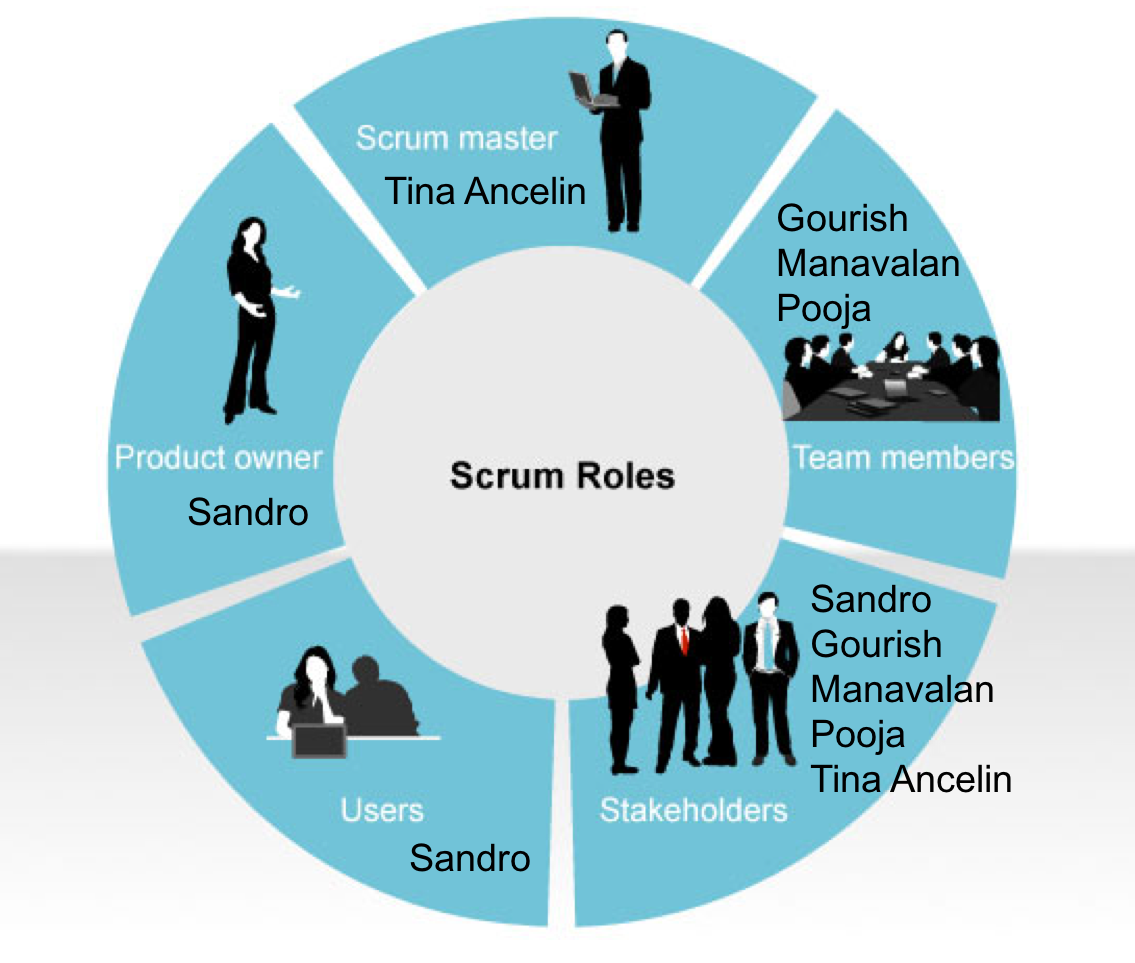 Scrum master
Tina Ancelin
Gourish
Manavalan
Pooja
Team members
Product owner
Sandro
Scrum Roles
Sandro
Gourish
Manavalan
Pooja
Tina Ancelin
Stakeholders
Users
Sandro